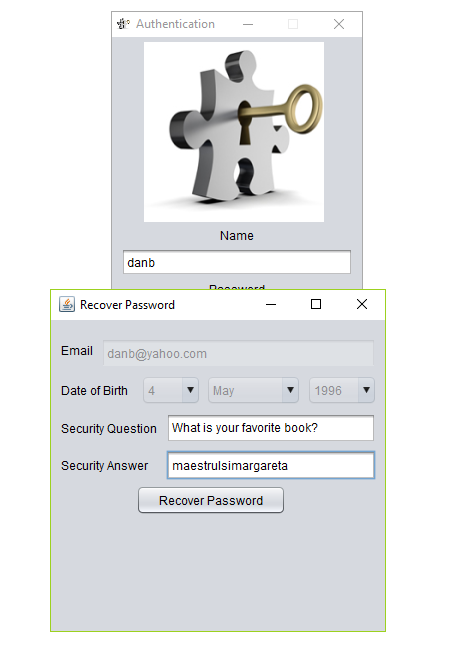 Authentication
Name
danb
Password
Recover Password
Email danb@yahoo.com
Date of Birth 4 May 1996
Security Question What is your favorite book?
Security Answer maestrulsimargareta
Recover Password